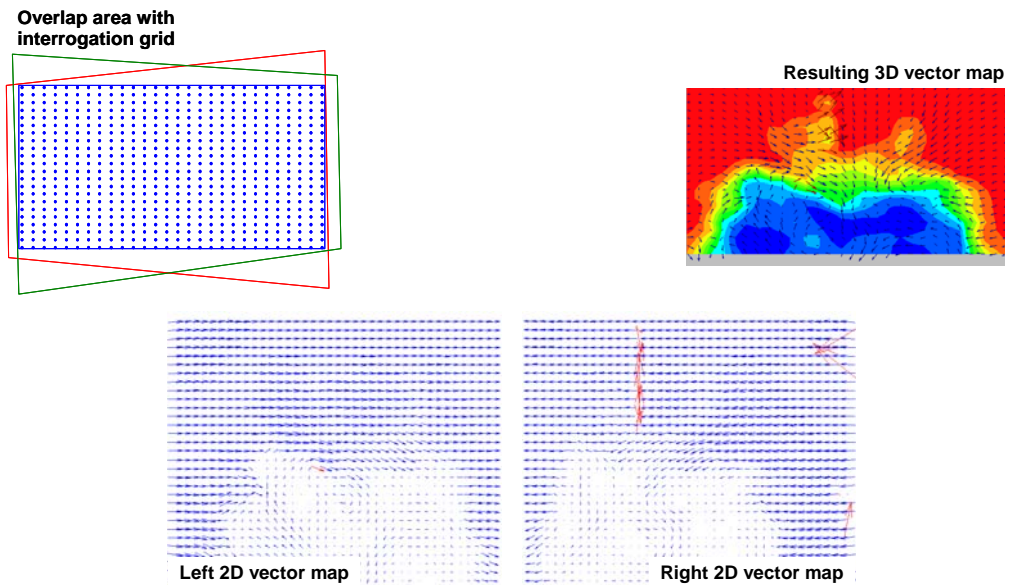 Overlap area with
interrogation grid
Resulting 3D vector map
Left 2D vector map
Right 2D vector map